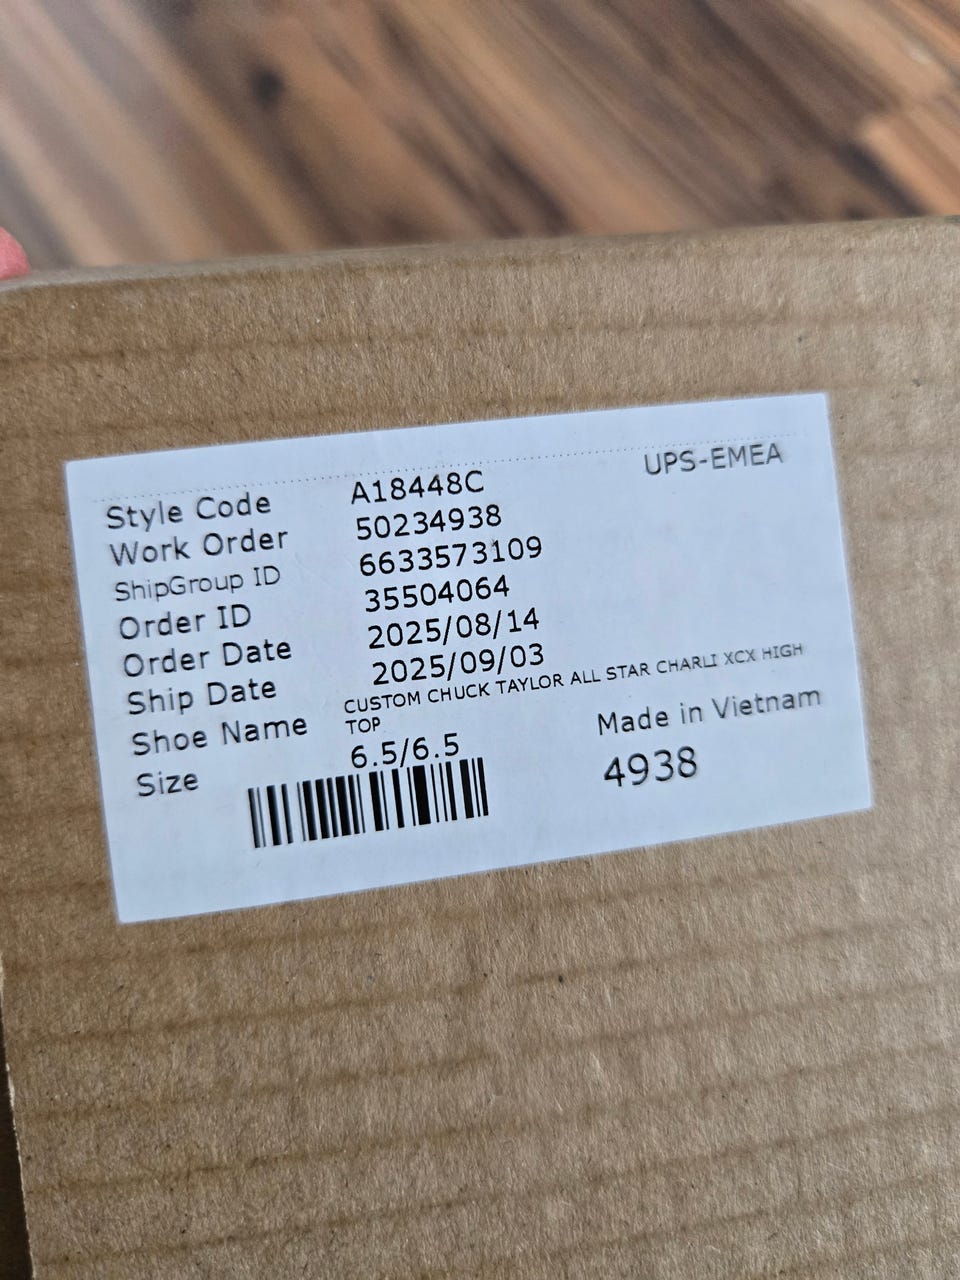 UPS-EMEA
Style Code A18448C
Work Order 50234938
ShipGroup ID 6633573109
Order ID 35504064
Order Date 2025/08/14
Ship Date 2025/09/03
Shoe Name CUSTOM CHUCK TAYLOR ALL STAR CHARLI XCX HIGH
TOP
Size 6.5/6.5
Made in Vietnam
4938